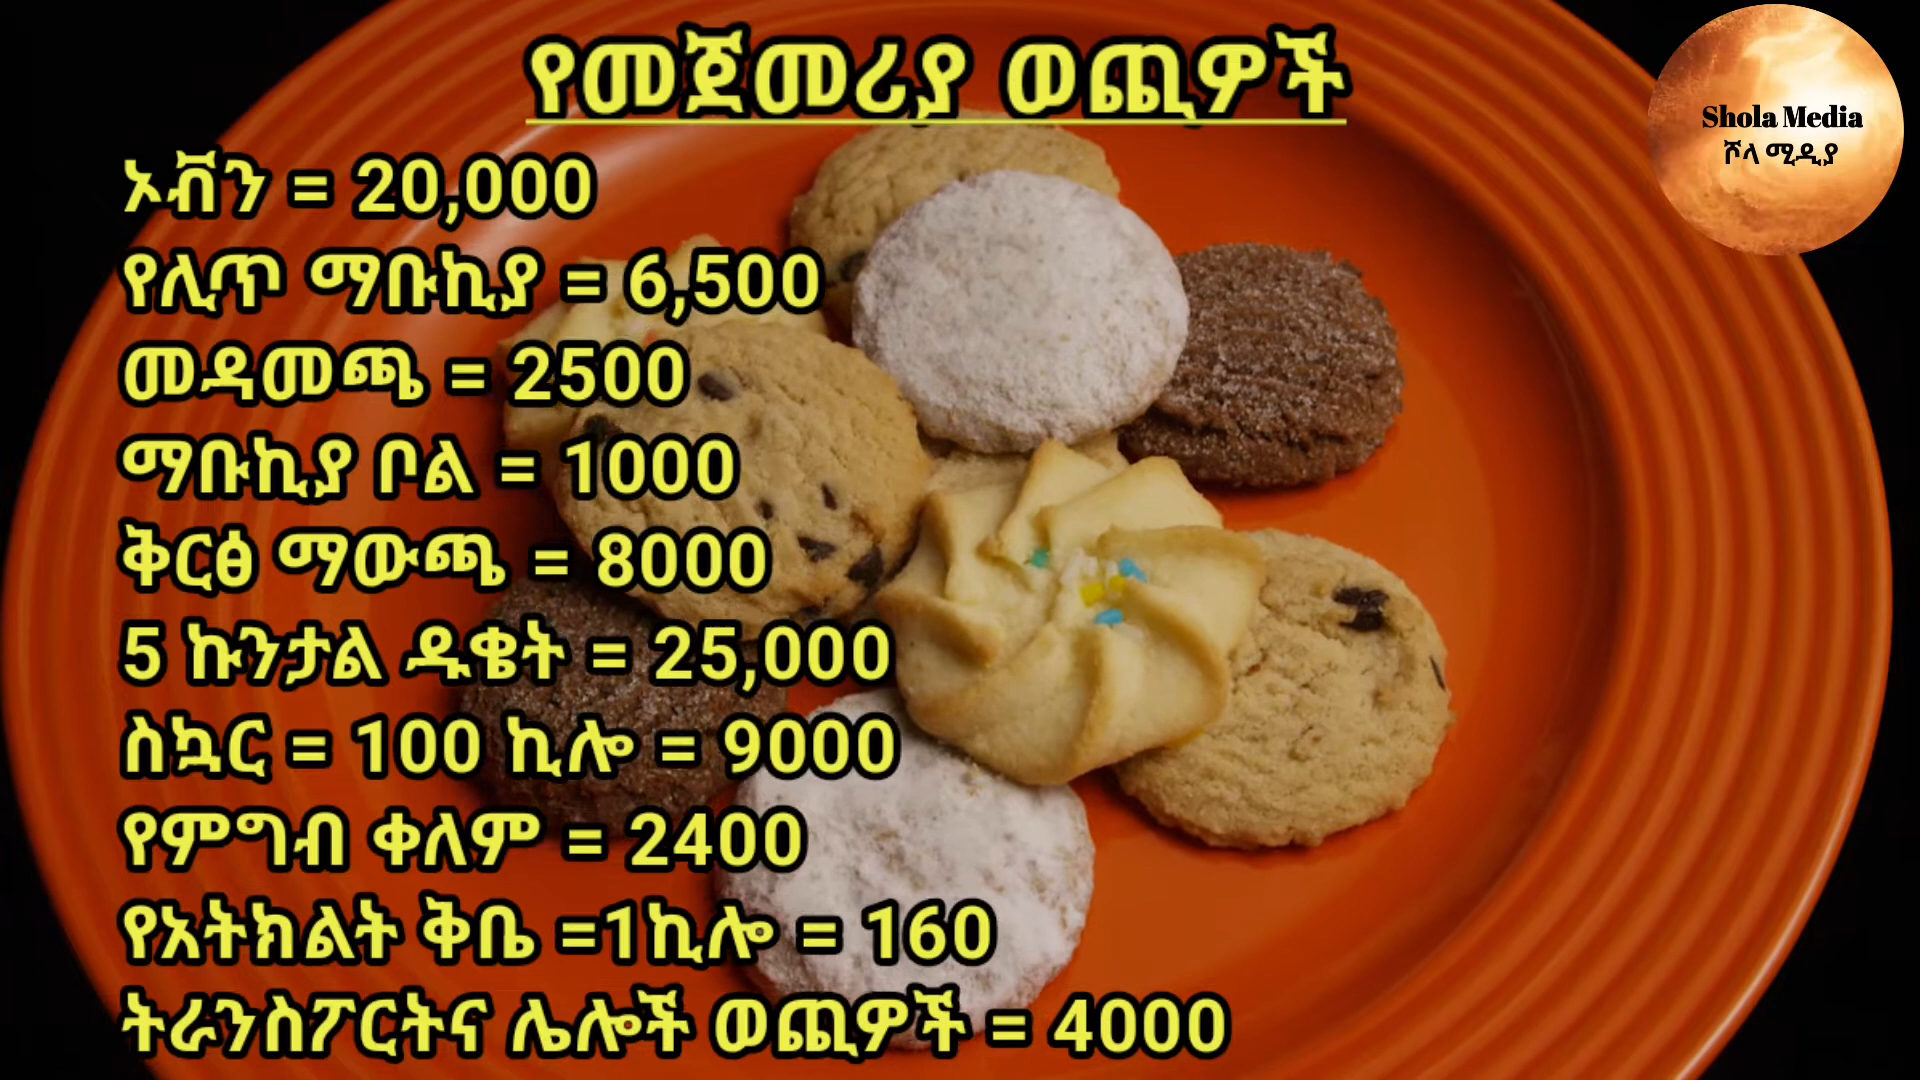 የመጀመሪያ ወጪዎች
Shola Media
ሾላ ሚዲያ
ኦቭን = 20,000
የሊጥ ማቡኪያ = 6,500
መዳመጫ = 2500
ማቡኪያ ቦል = 1000
ቅርፅ ማውጫ = 8000
5 ኩንታል ዱቄት = 25,000
ስኳር = 100 ኪሎ = 9000
የምግብ ቀለም = 2400
የአትክልት ቅቤ =1ኪሎ = 160
ትራንስፖርትና ሌሎች ወጪዎች = 4000